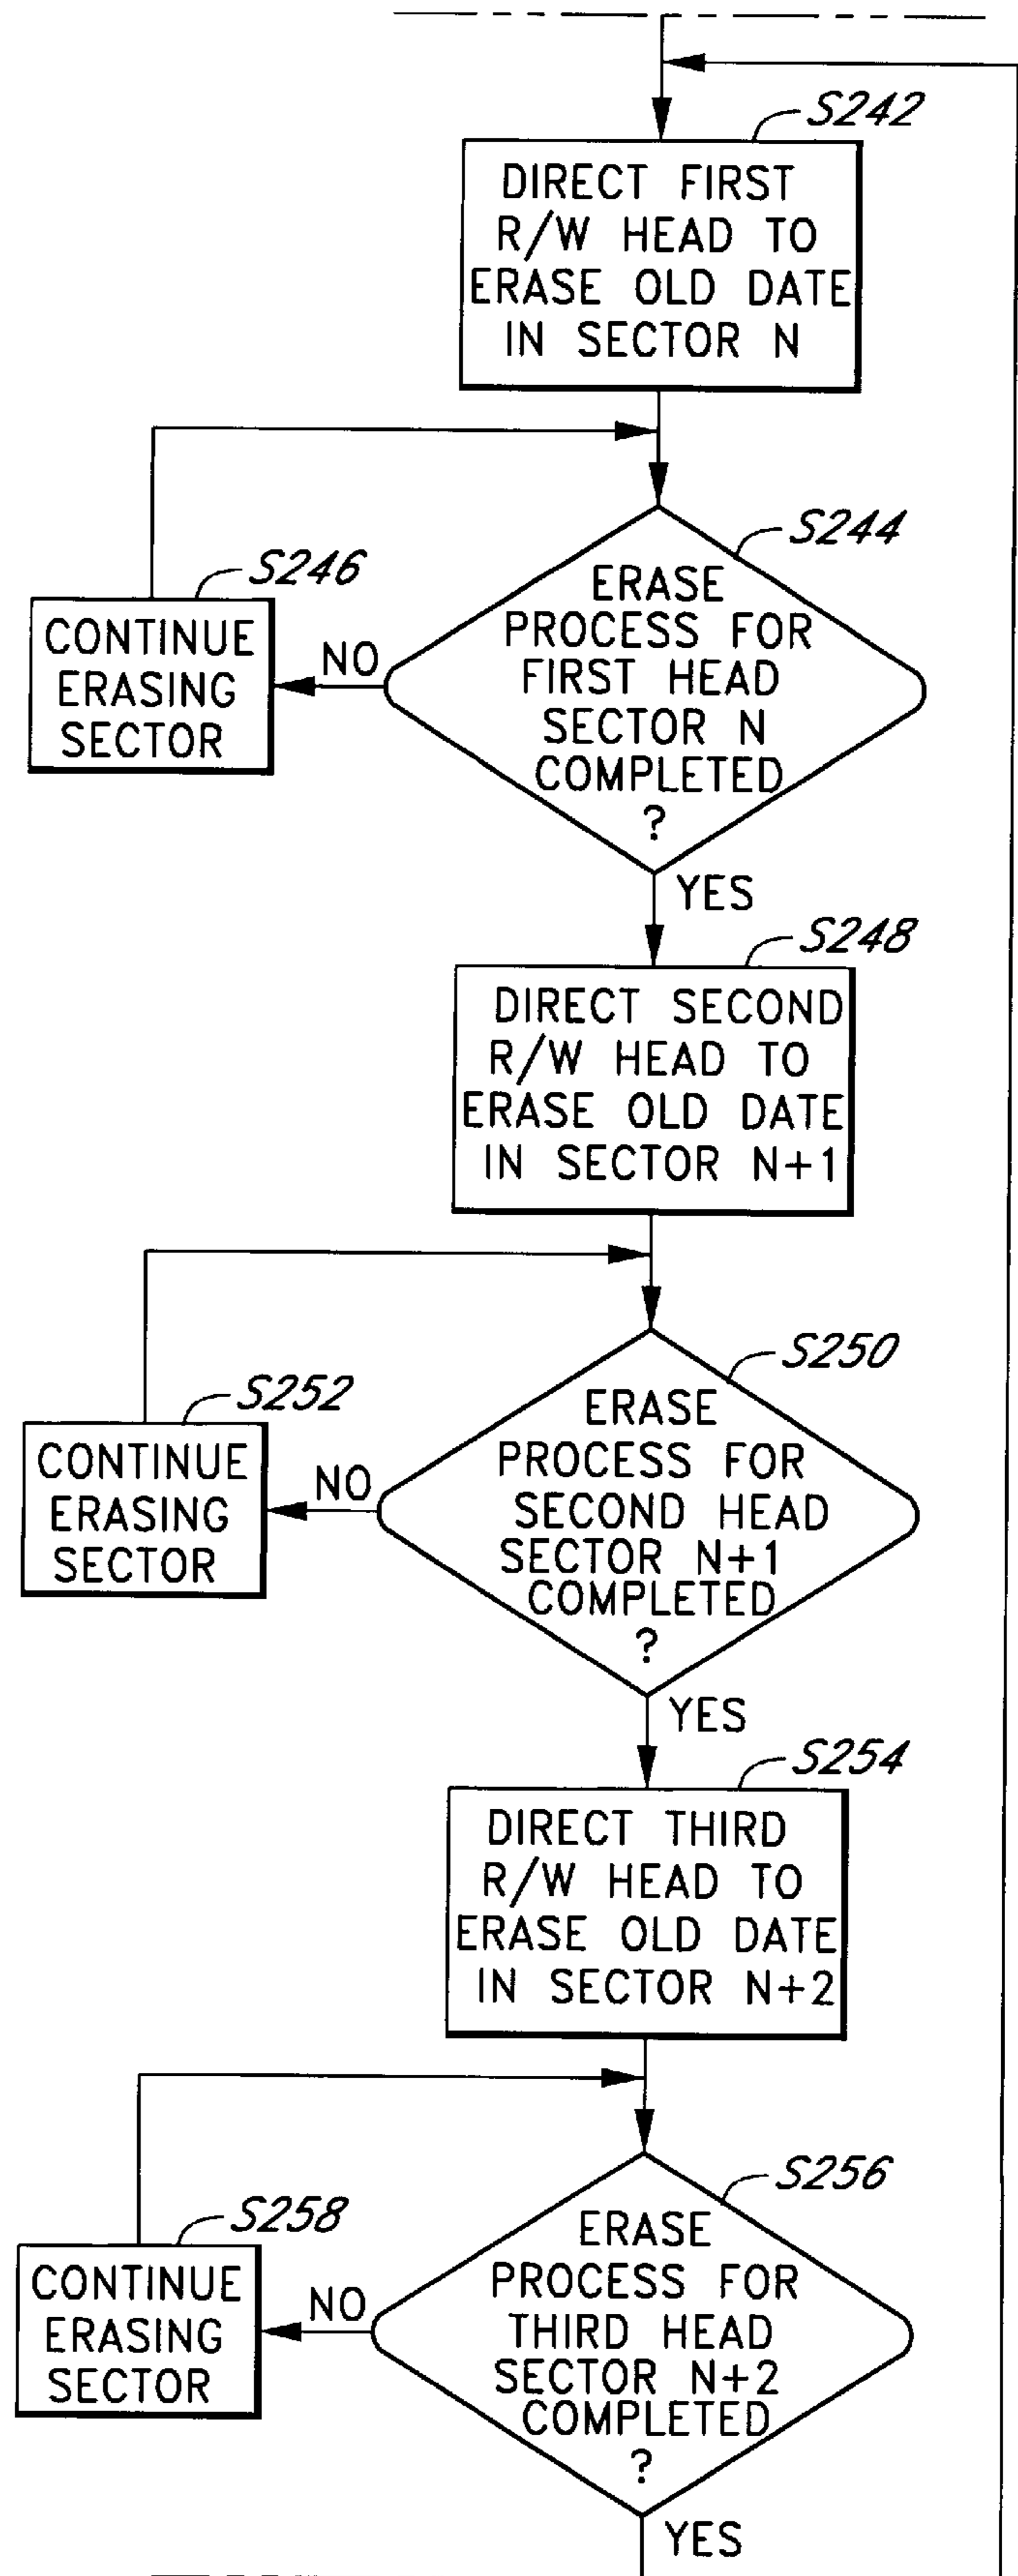 S242
DIRECT FIRST
R/W HEAD TO
ERASE OLD DATE
IN SECTOR N
S244
ERASE
PROCESS FOR
FIRST HEAD
SECTOR N
COMPLETED
?
S246
CONTINUE
ERASING
SECTOR
NO
YES
S248
DIRECT SECOND
R/W HEAD TO
ERASE OLD DATE
IN SECTOR N+1
S250
ERASE
PROCESS FOR
SECOND HEAD
SECTOR N+1
COMPLETED
?
S252
CONTINUE
ERASING
SECTOR
NO
YES
S254
DIRECT THIRD
R/W HEAD TO
ERASE OLD DATE
IN SECTOR N+2
S256
ERASE
PROCESS FOR
THIRD HEAD
SECTOR N+2
COMPLETED
?
S258
CONTINUE
ERASING
SECTOR
NO
YES